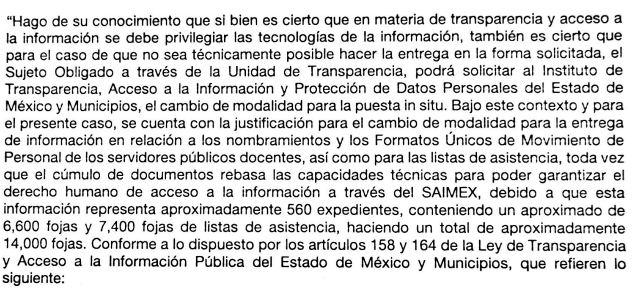 “Hago de su conocimiento que si bien es cierto que en materia de transparencia y acceso a
la información se debe privilegiar las tecnologías de la información, también es cierto que
para el caso de que no sea técnicamente posible hacer la entrega en la forma solicitada, el
Sujeto Obligado a través de la Unidad de Transparencia, podrá solicitar al Instituto de
Transparencia, Acceso a la Información y Protección de Datos Personales del Estado de
México y Municipios, el cambio de modalidad para la puesta in situ. Bajo este contexto y para
el presente caso, se cuenta con la justificación para el cambio de modalidad para la entrega
de información en relación a los nombramientos y los Formatos Únicos de Movimiento de
Personal de los servidores públicos docentes, así como para las listas de asistencia, toda vez
que el cúmulo de documentos rebasa las capacidades técnicas para poder garantizar el
derecho humano de acceso a la información a través del SAIMEX, debido a que esta
información representa aproximadamente 560 expedientes, conteniendo un aproximado de
6,600 fojas y 7,400 fojas de listas de asistencia, haciendo un total de aproximadamente
14,000 fojas. Conforme a lo dispuesto por los artículos 158 y 164 de la Ley de Transparencia
y Acceso a la Información Pública del Estado de México y Municipios, que refieren lo
siguiente: